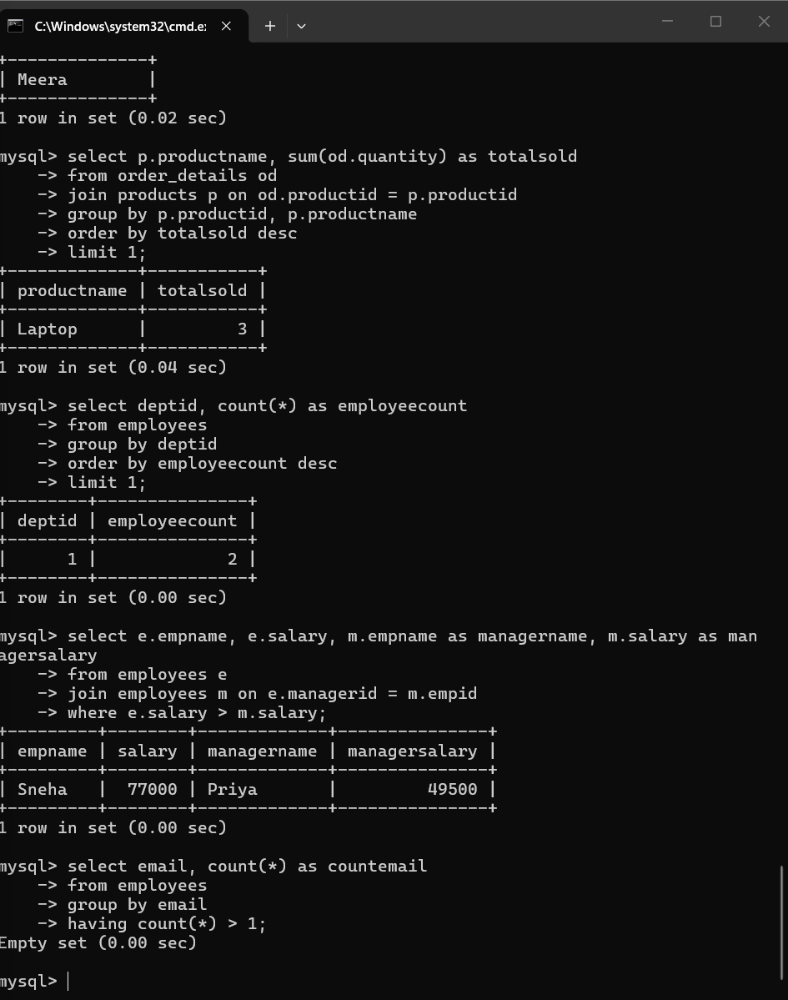 C:\Windows\system32\cmd.e
+--------------+
| Meera        |
+--------------+
1 row in set (0.02 sec)
mysql> select p.productname, sum(od.quantity) as totalsold
    -> from order_details od
    -> join products p on od.productid = p.productid
    -> group by p.productid, p.productname
    -> order by totalsold desc
    -> limit 1;
+-------------+-----------+
| productname | totalsold |
+-------------+-----------+
| Laptop      |         3 |
+-------------+-----------+
1 row in set (0.04 sec)
mysql> select deptid, count(*) as employeecount
    -> from employees
    -> group by deptid
    -> order by employeecount desc
    -> limit 1;
+--------+---------------+
| deptid | employeecount |
+--------+---------------+
|      1 |             2 |
+--------+---------------+
1 row in set (0.00 sec)
mysql> select e.empname, e.salary, m.empname as managername, m.salary as man
agersalary
    -> from employees e
    -> join employees m on e.managerid = m.empid
    -> where e.salary > m.salary;
+---------+--------+-------------+---------------+
| empname | salary | managername | managersalary |
+---------+--------+-------------+---------------+
| Sneha   |  77000 | Priya       |         49500 |
+---------+--------+-------------+---------------+
1 row in set (0.00 sec)
mysql> select email, count(*) as countemail
    -> from employees
    -> group by email
    -> having count(*) > 1;
Empty set (0.00 sec)
mysql>